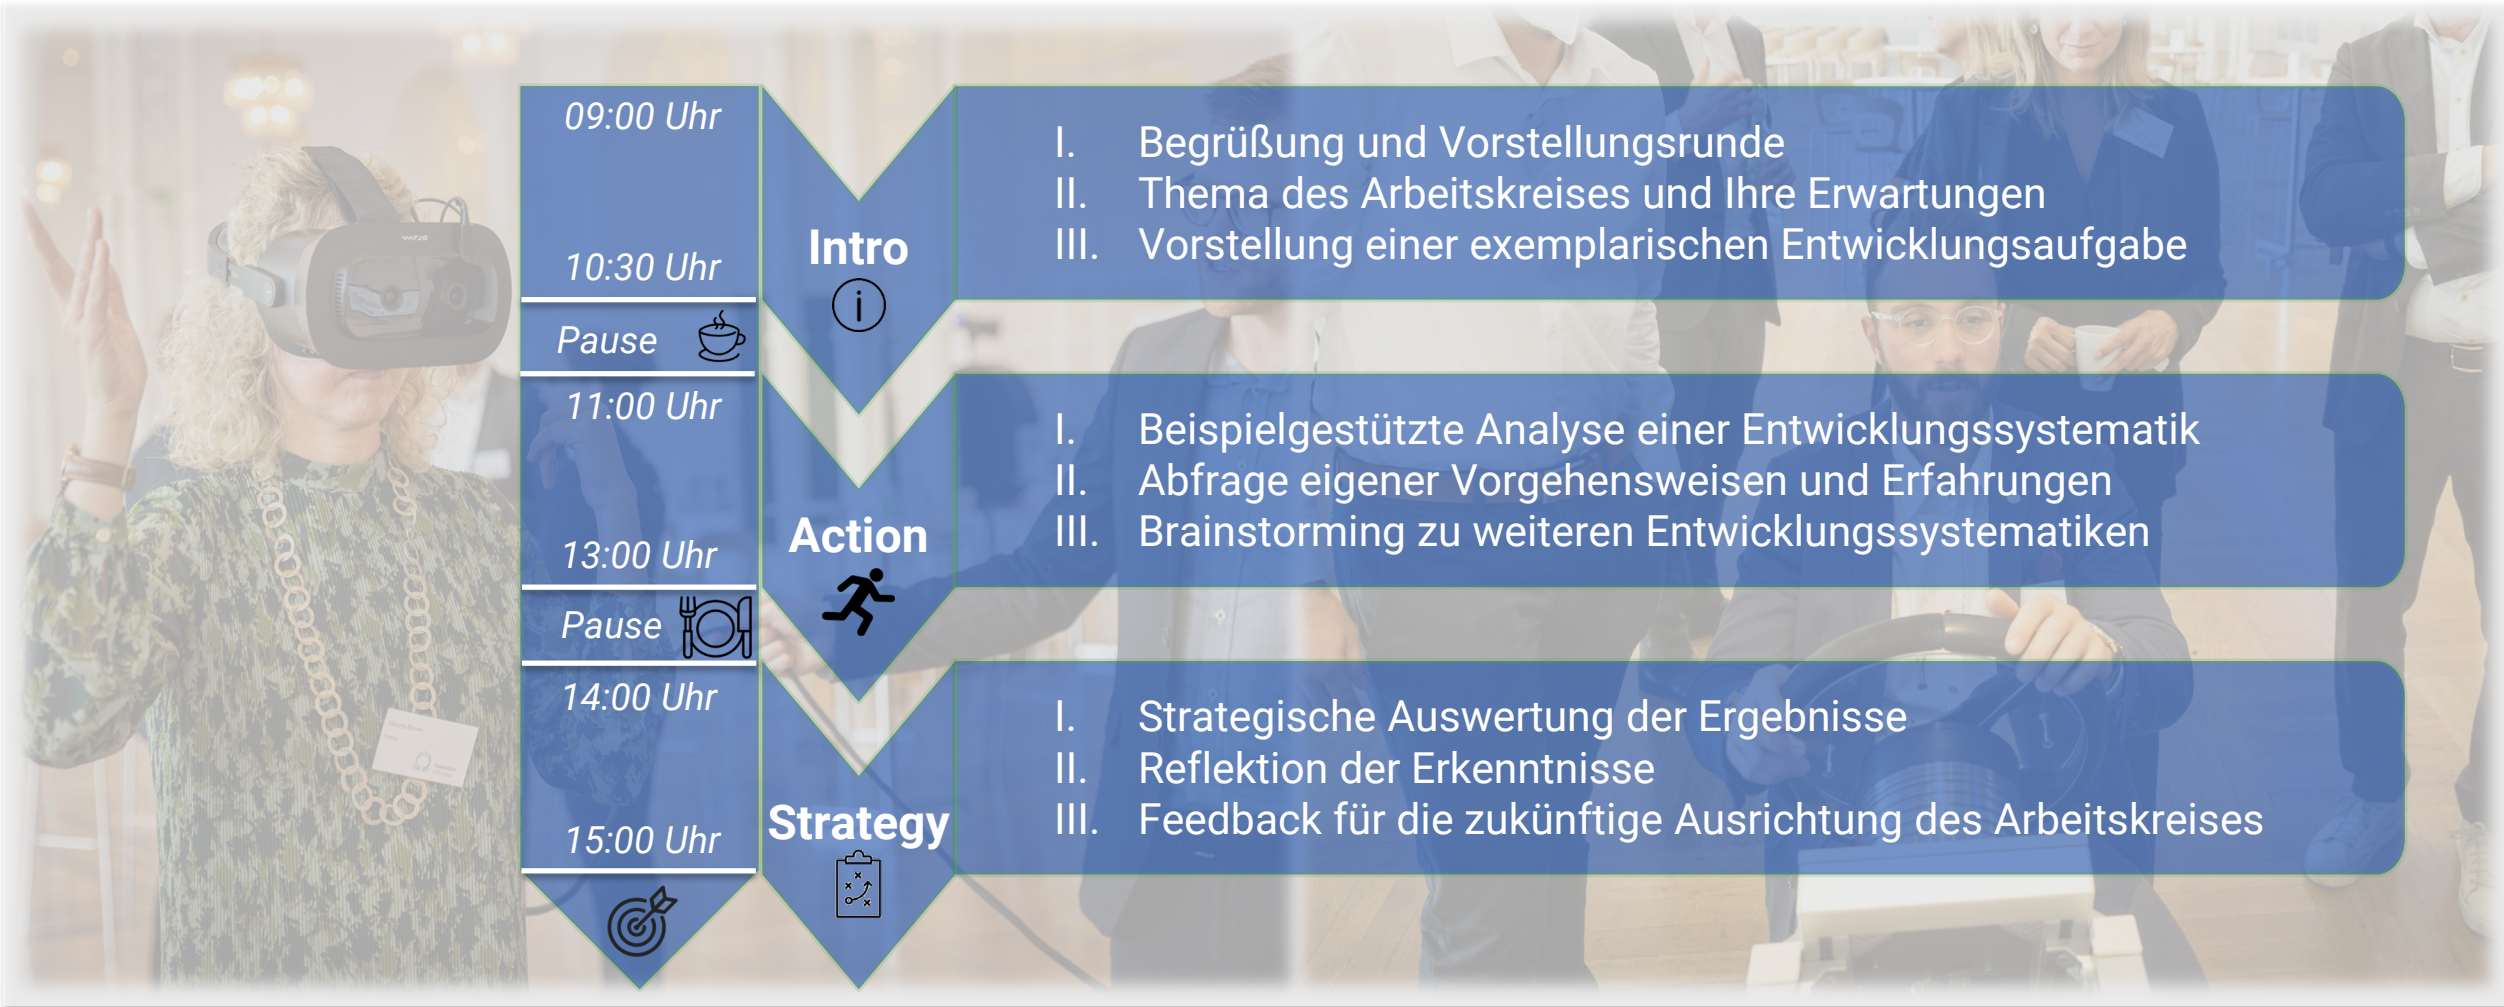 09:00 Uhr
10:30 Uhr
Pause
11:00 Uhr
13:00 Uhr
Pause
14:00 Uhr
15:00 Uhr
Intro
I. Begrüßung und Vorstellungsrunde
II. Thema des Arbeitskreises und Ihre Erwartungen
III. Vorstellung einer exemplarischen Entwicklungsaufgabe
Action
I. Beispielgestützte Analyse einer Entwicklungssystematik
II. Abfrage eigener Vorgehensweisen und Erfahrungen
III. Brainstorming zu weiteren Entwicklungssystematiken
Strategy
I. Strategische Auswertung der Ergebnisse
II. Reflektion der Erkenntnisse
III. Feedback für die zukünftige Ausrichtung des Arbeitskreises